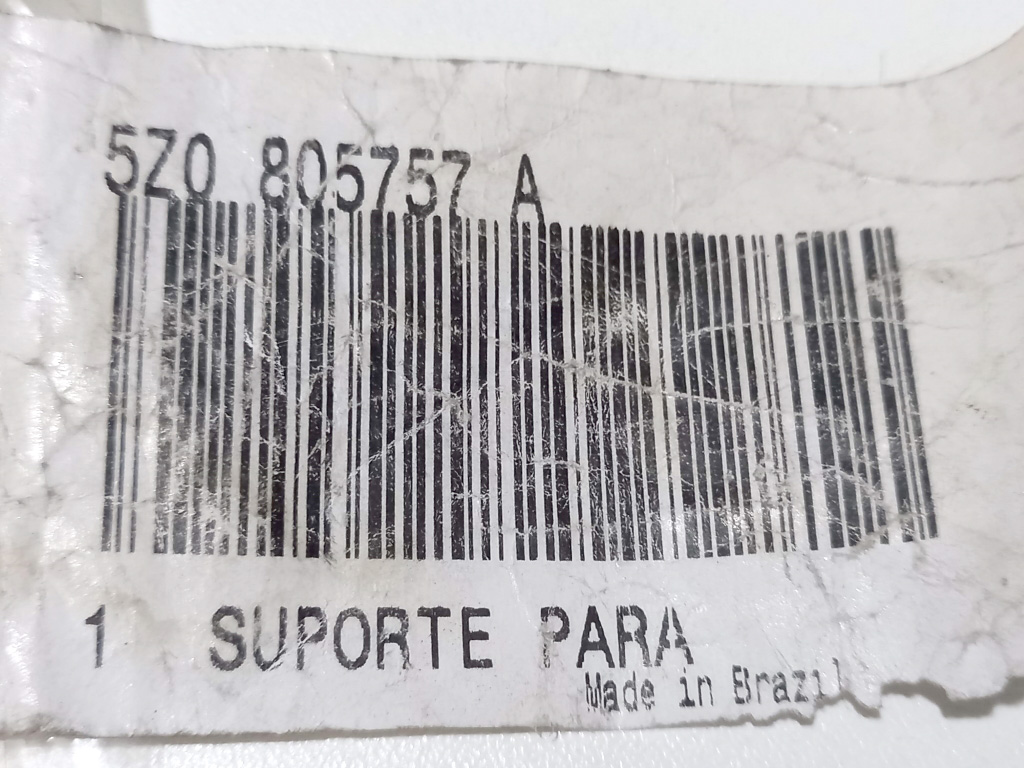 5Z0 805757 A
1 SUPORTE PARA
Made in Brazil